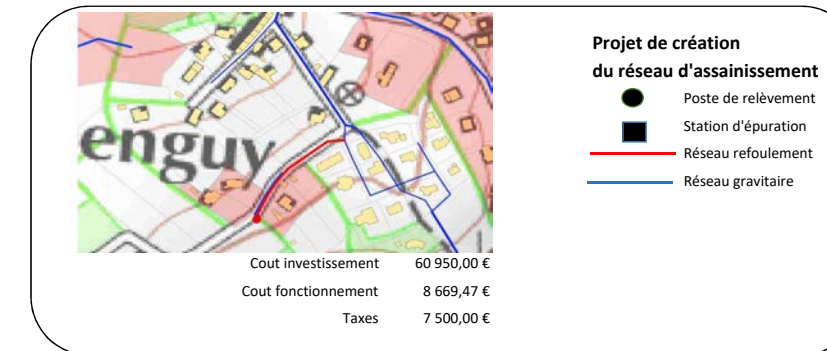 enguy
Cout investissement 60 950,00 €
Cout fonctionnement 8 669,47 €
Taxes 7 500,00 €
Projet de création
du réseau d'assainissement
Poste de relèvement
Station d'épuration
Réseau refoulement
Réseau gravitaire